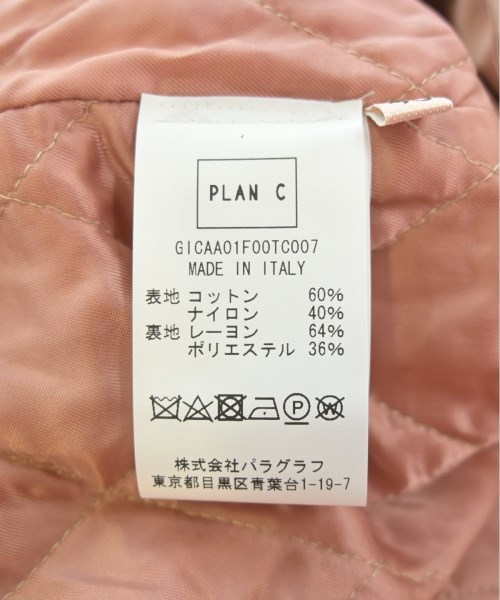 PLAN C
GICAA01F00TC007
MADE IN ITALY
表地 コットン 60%
ナイロン 40%
裏地 レーヨン 64%
ポリエステル 36%
P W
株式会社パラグラフ
東京都目黒区青葉台1-19-7